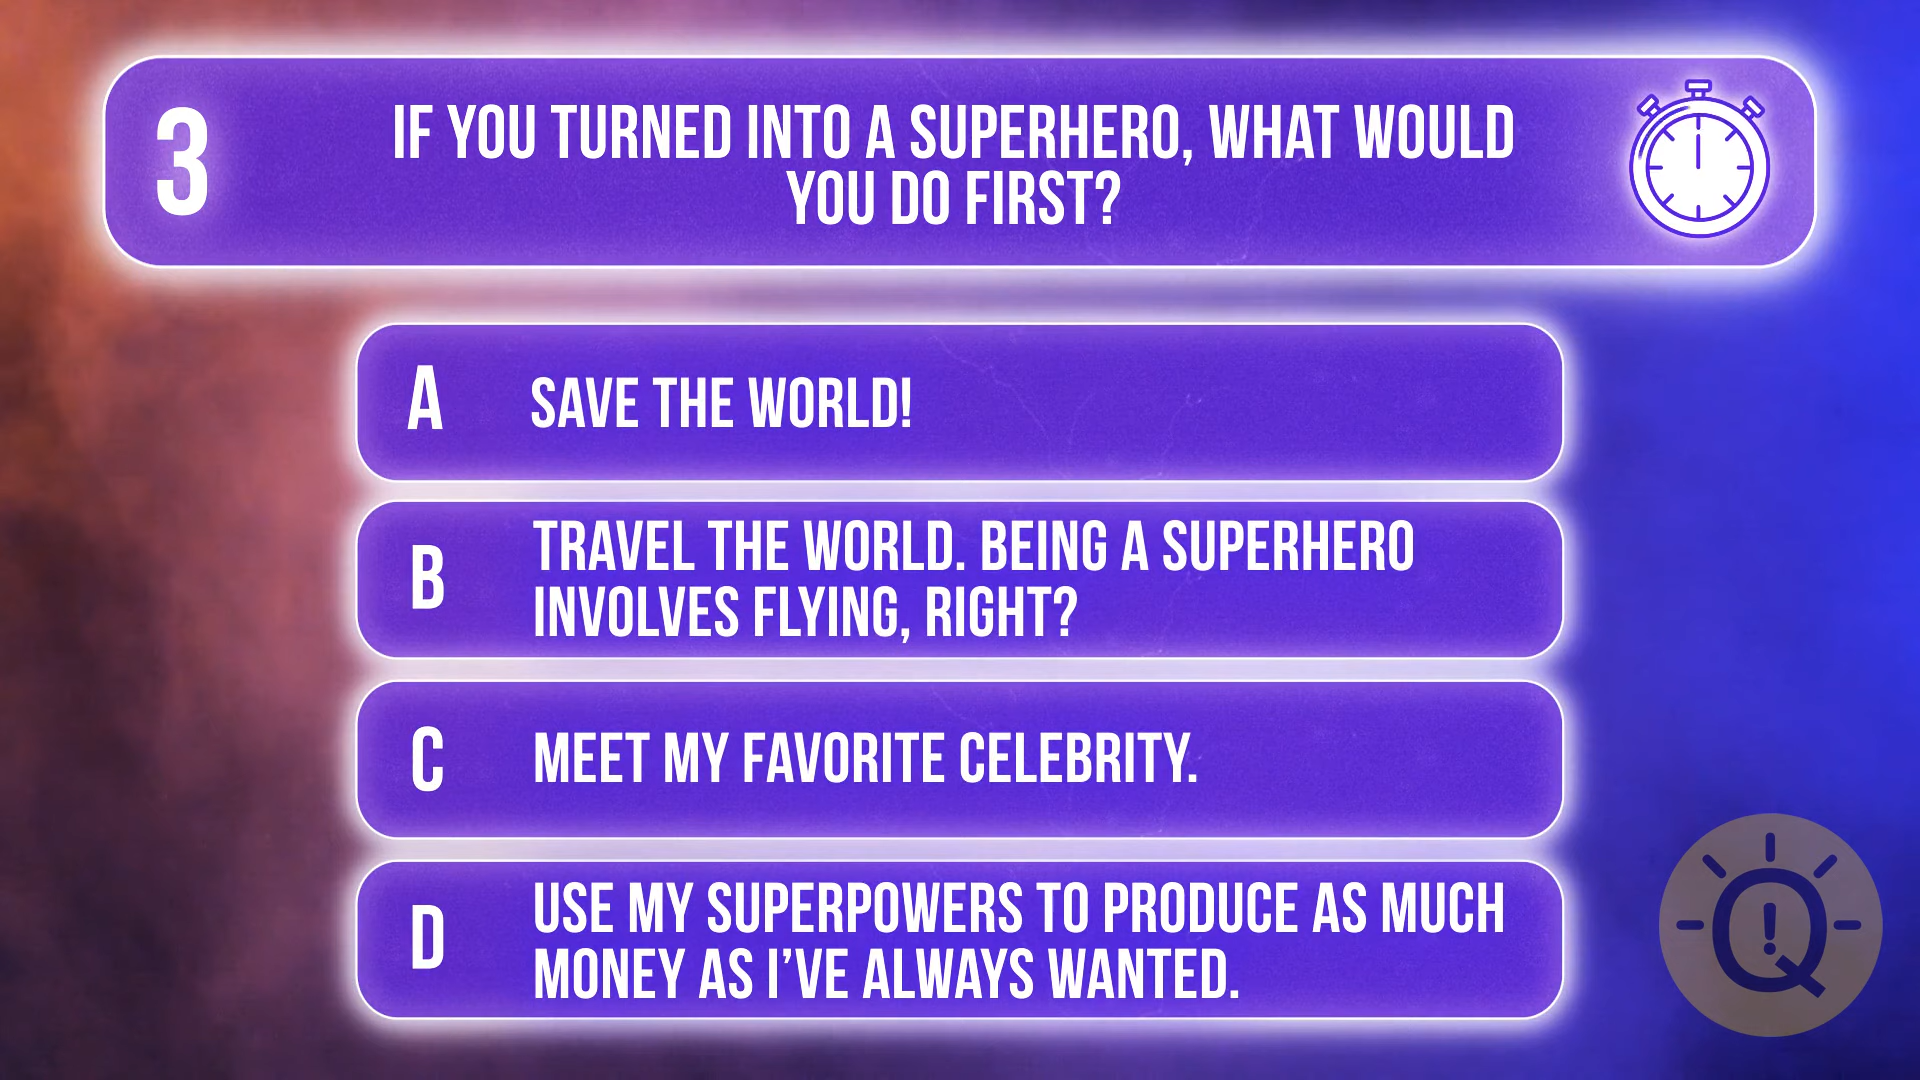 3
IF YOU TURNED INTO A SUPERHERO, WHAT WOULD
YOU DO FIRST?
A
SAVE THE WORLD!
B
TRAVEL THE WORLD. BEING A SUPERHERO
INVOLVES FLYING, RIGHT?
C
MEET MY FAVORITE CELEBRITY.
D
USE MY SUPERPOWERS TO PRODUCE AS MUCH
MONEY AS I’VE ALWAYS WANTED.
Q!